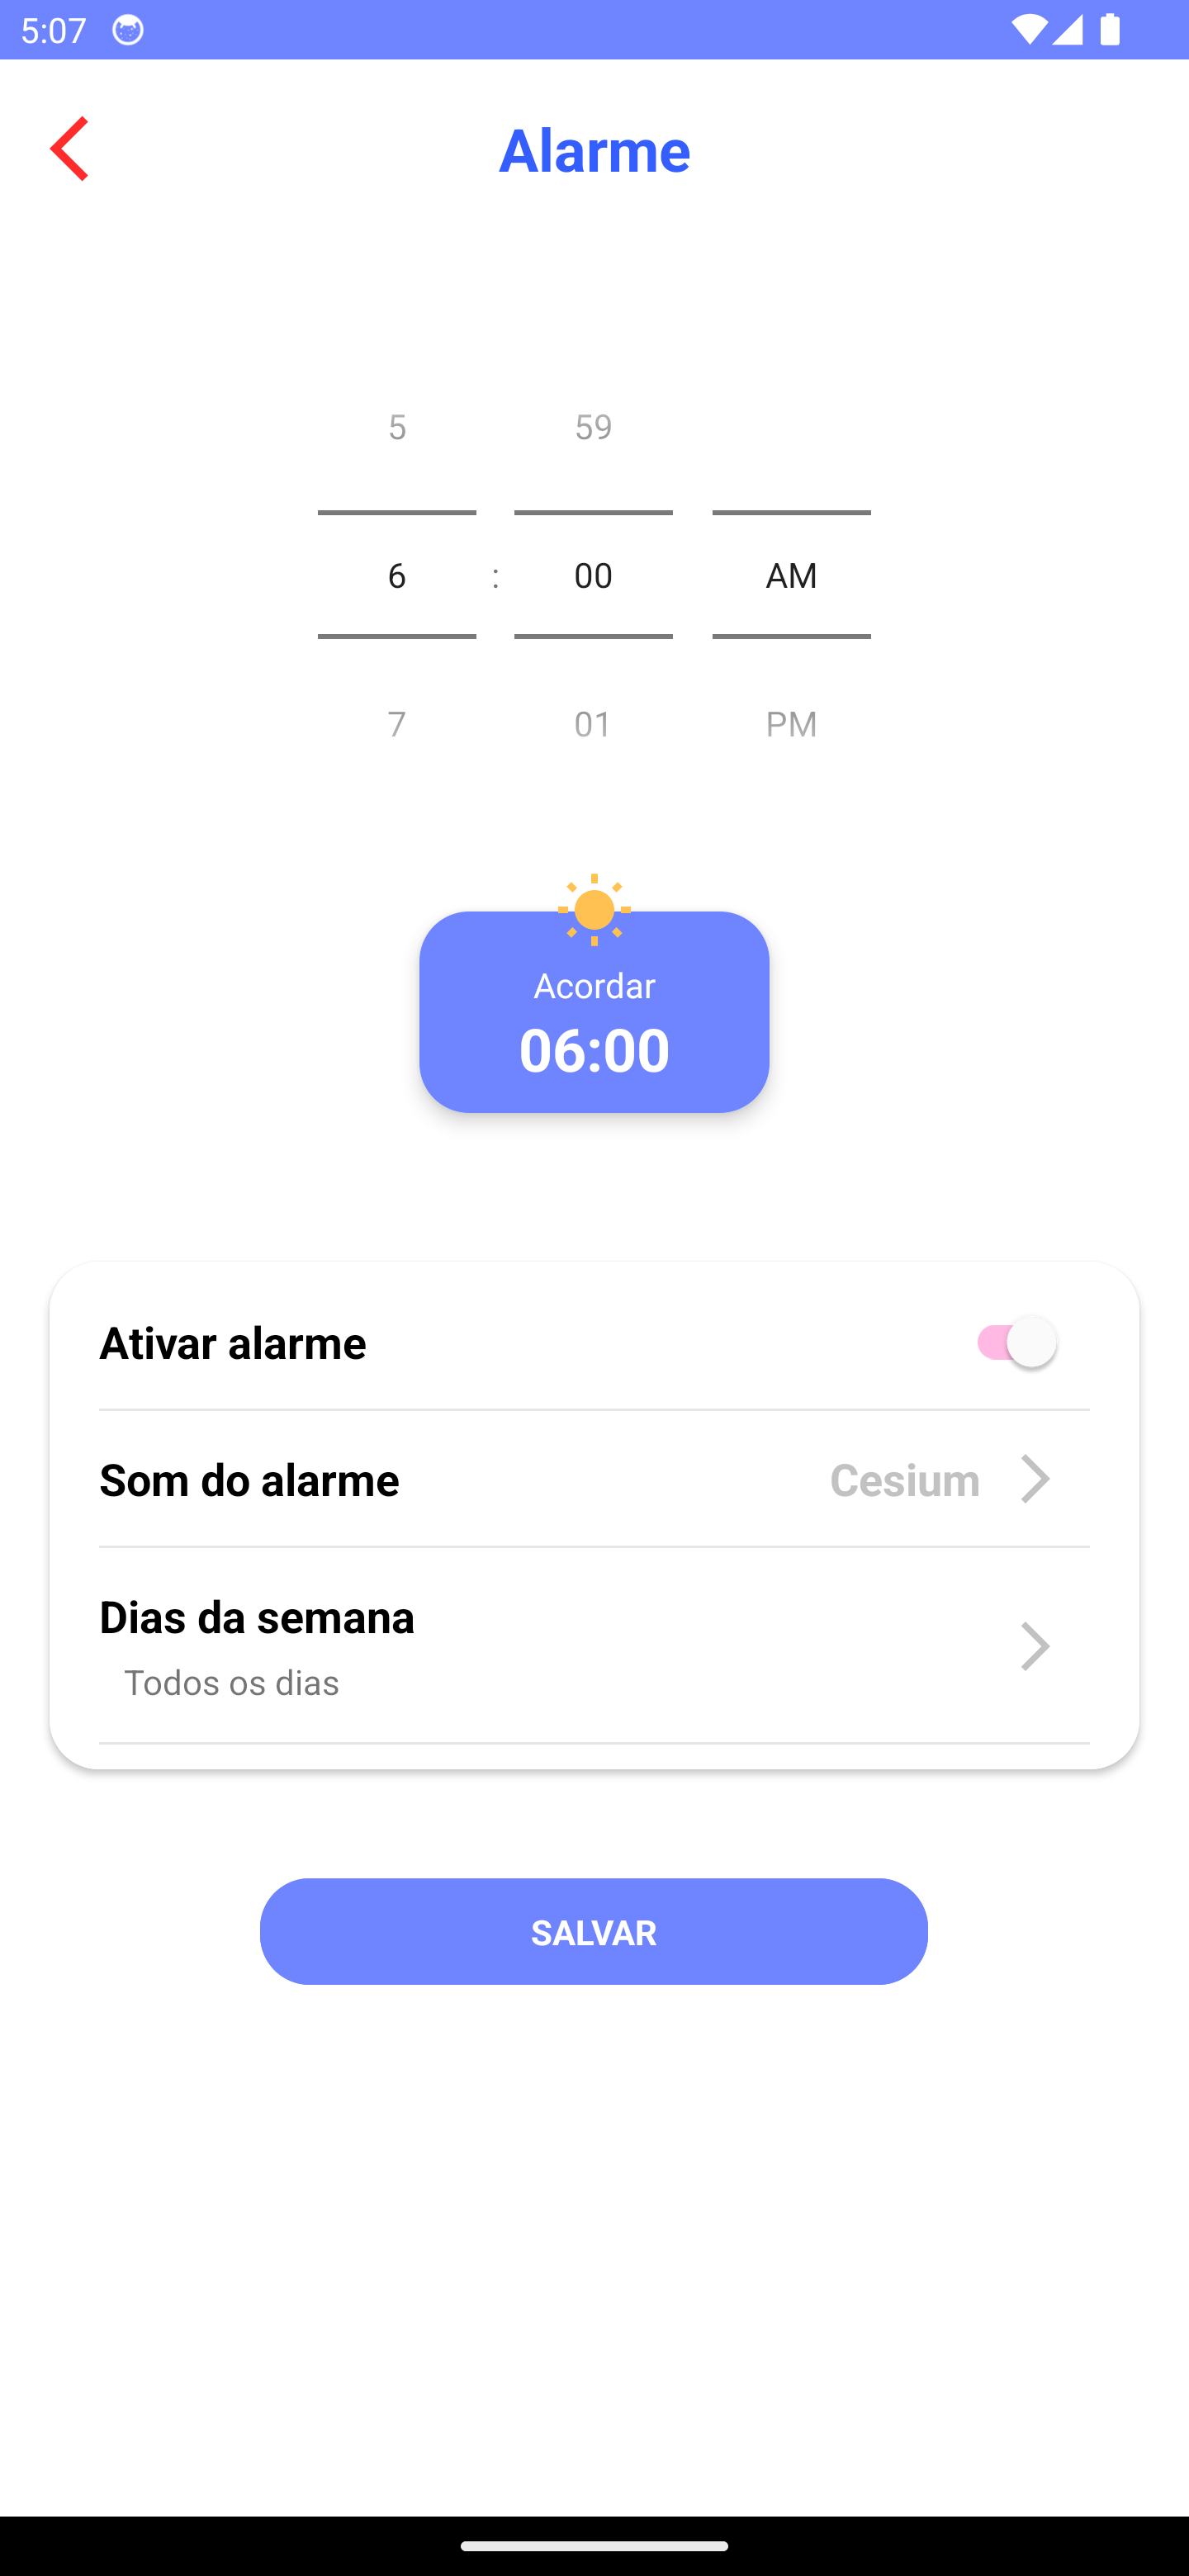 5:07
Alarme
5 59
6 : 00 AM
7 01 PM
Acordar
06:00
Ativar alarme
Som do alarme Cesium
Dias da semana
Todos os dias
SALVAR